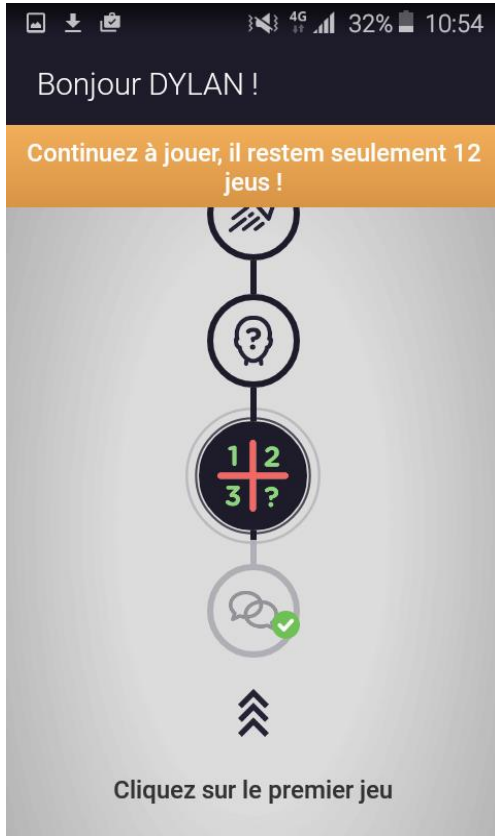 4G 32% 10:54
Bonjour DYLAN !
Continuez à jouer, il restem seulement 12
jeus !
?
1 2
3 ?
Cliquez sur le premier jeu